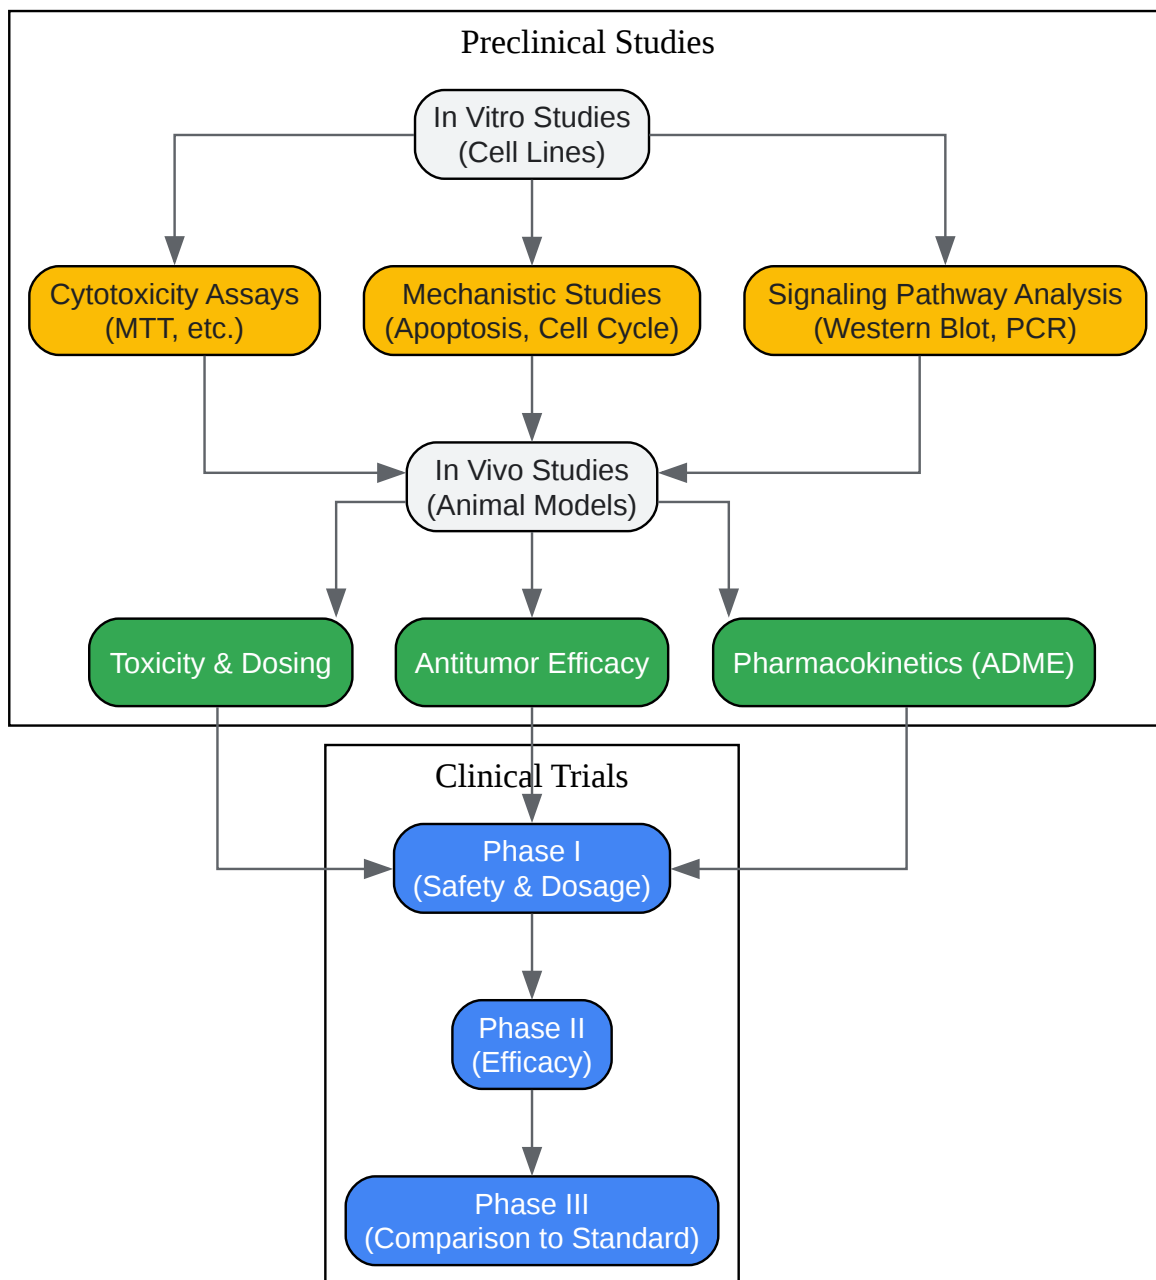 Preclinical Studies
In Vitro Studies
(Cell Lines)
Cytotoxicity Assays
(MTT, etc.)
Mechanistic Studies
(Apoptosis, Cell Cycle)
Signaling Pathway Analysis
(Western Blot, PCR)
In Vivo Studies
(Animal Models)
Toxicity & Dosing
Antitumor Efficacy
Pharmacokinetics (ADME)
Clinical Trials
Phase I
(Safety & Dosage)
Phase II
(Efficacy)
Phase III
(Comparison to Standard)